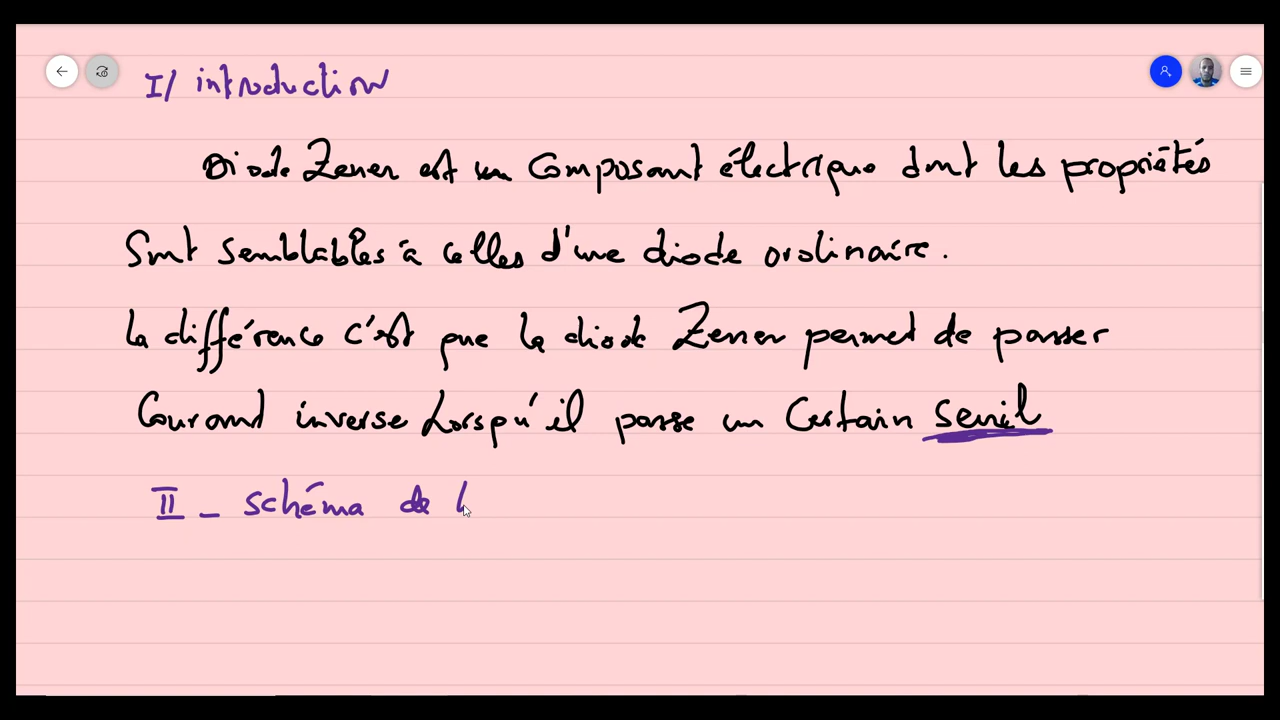 I/ introduction
Diode Zener est un Composant électrique dont les propriétés
Sont semblables à celles d'une diode ordinaire.
la différence c'est que la diode Zener permet de passer
Courant inverse Lorsqu'il passe un Certain Seuil
II - schéma de l